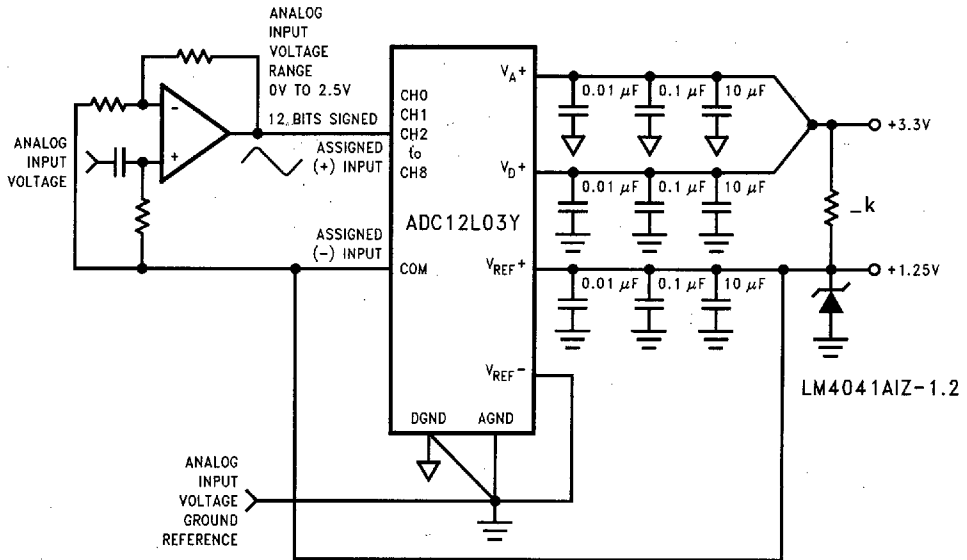 ANALOG
INPUT
VOLTAGE
RANGE
0V TO 2.5V
12 BITS SIGNED
ANALOG
INPUT
VOLTAGE
-
+
ASSIGNED
(+) INPUT
ASSIGNED
(-) INPUT
CH0
CH1
CH2
to
CH8
COM
ADC12L03Y
VA+
VD+
VREF+
VREF-
DGND
AGND
0.01 μF
0.1 μF
10 μF
0.01 μF
0.1 μF
10 μF
0.01 μF
0.1 μF
10 μF
+3.3V
_k
+1.25V
LM4041AIZ-1.2
ANALOG
INPUT
VOLTAGE
GROUND
REFERENCE